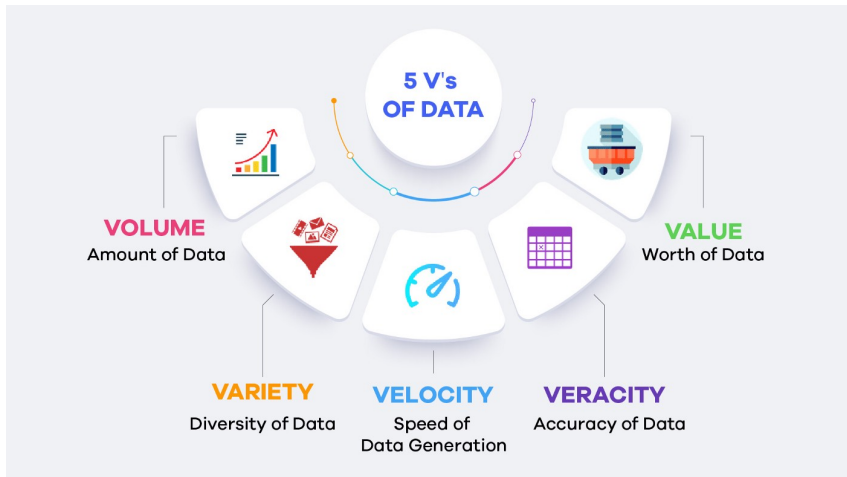 5 V's
OF DATA
VOLUME
Amount of Data
VARIETY
Diversity of Data
VELOCITY
Speed of
Data Generation
VERACITY
Accuracy of Data
VALUE
Worth of Data